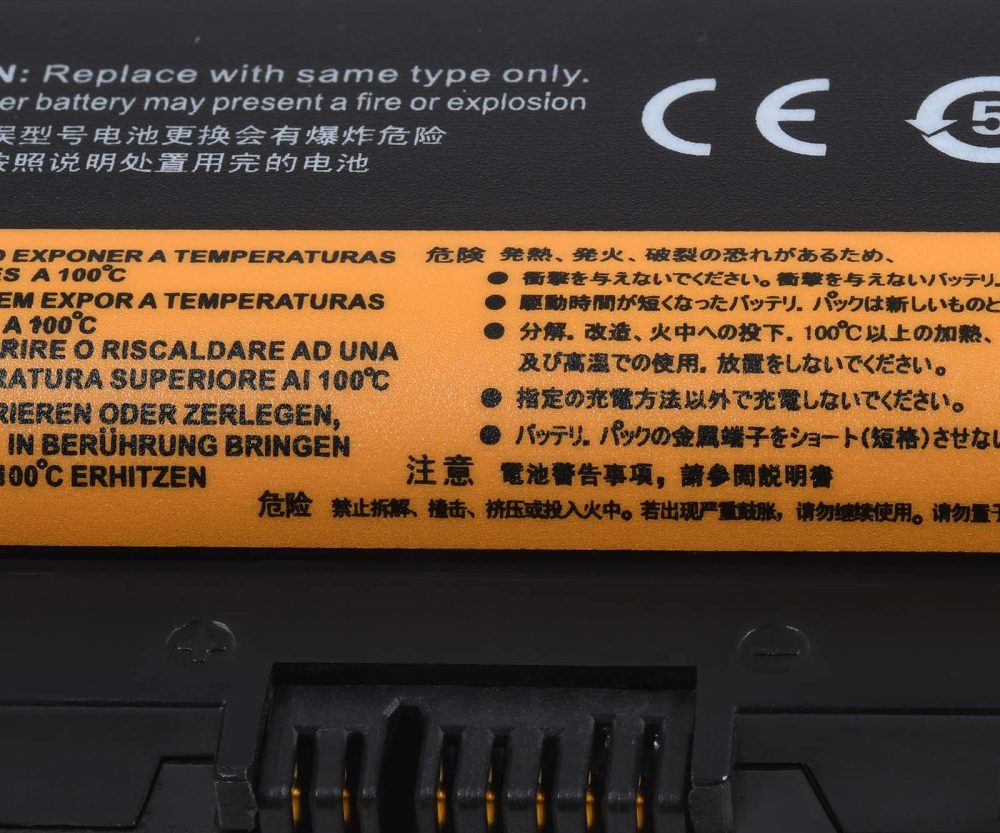 N: Replace with same type only.
er battery may present a fire or explosion
误型号电池更换会有爆炸危险
按照说明处置用完的电池
CE
5
O EXPONER A TEMPERATURAS
ES A 100°C
EM EXPOR A TEMPERATURAS
A 100°C
RIRE O RISCALDARE AD UNA
RATURA SUPERIORE AI 100°C
RIEREN ODER ZERLEGEN,
IN BERÜHRUNG BRINGEN
100°C ERHITZEN
危険 発熱、発火、破裂の恐れがあるため、
● 衝撃を与えないでください。衝撃を与えないバッテリ.
● 駆動時間が短くなったバッテリ. パックは新しいものと
● 分解. 改造、火中への投下. 100℃以上の加熱、
及び高温での使用. 放置をしないでください。
● 指定の充電方法以外で充電しないでください。
● バッテリ. パックの金属端子をショート(短格)させない
注意 電池警告事項，請參閱説明書
危险 禁止拆解、撞击、挤压或投入火中。若出现严重鼓胀，请勿继续使用。请勿置于
+
−